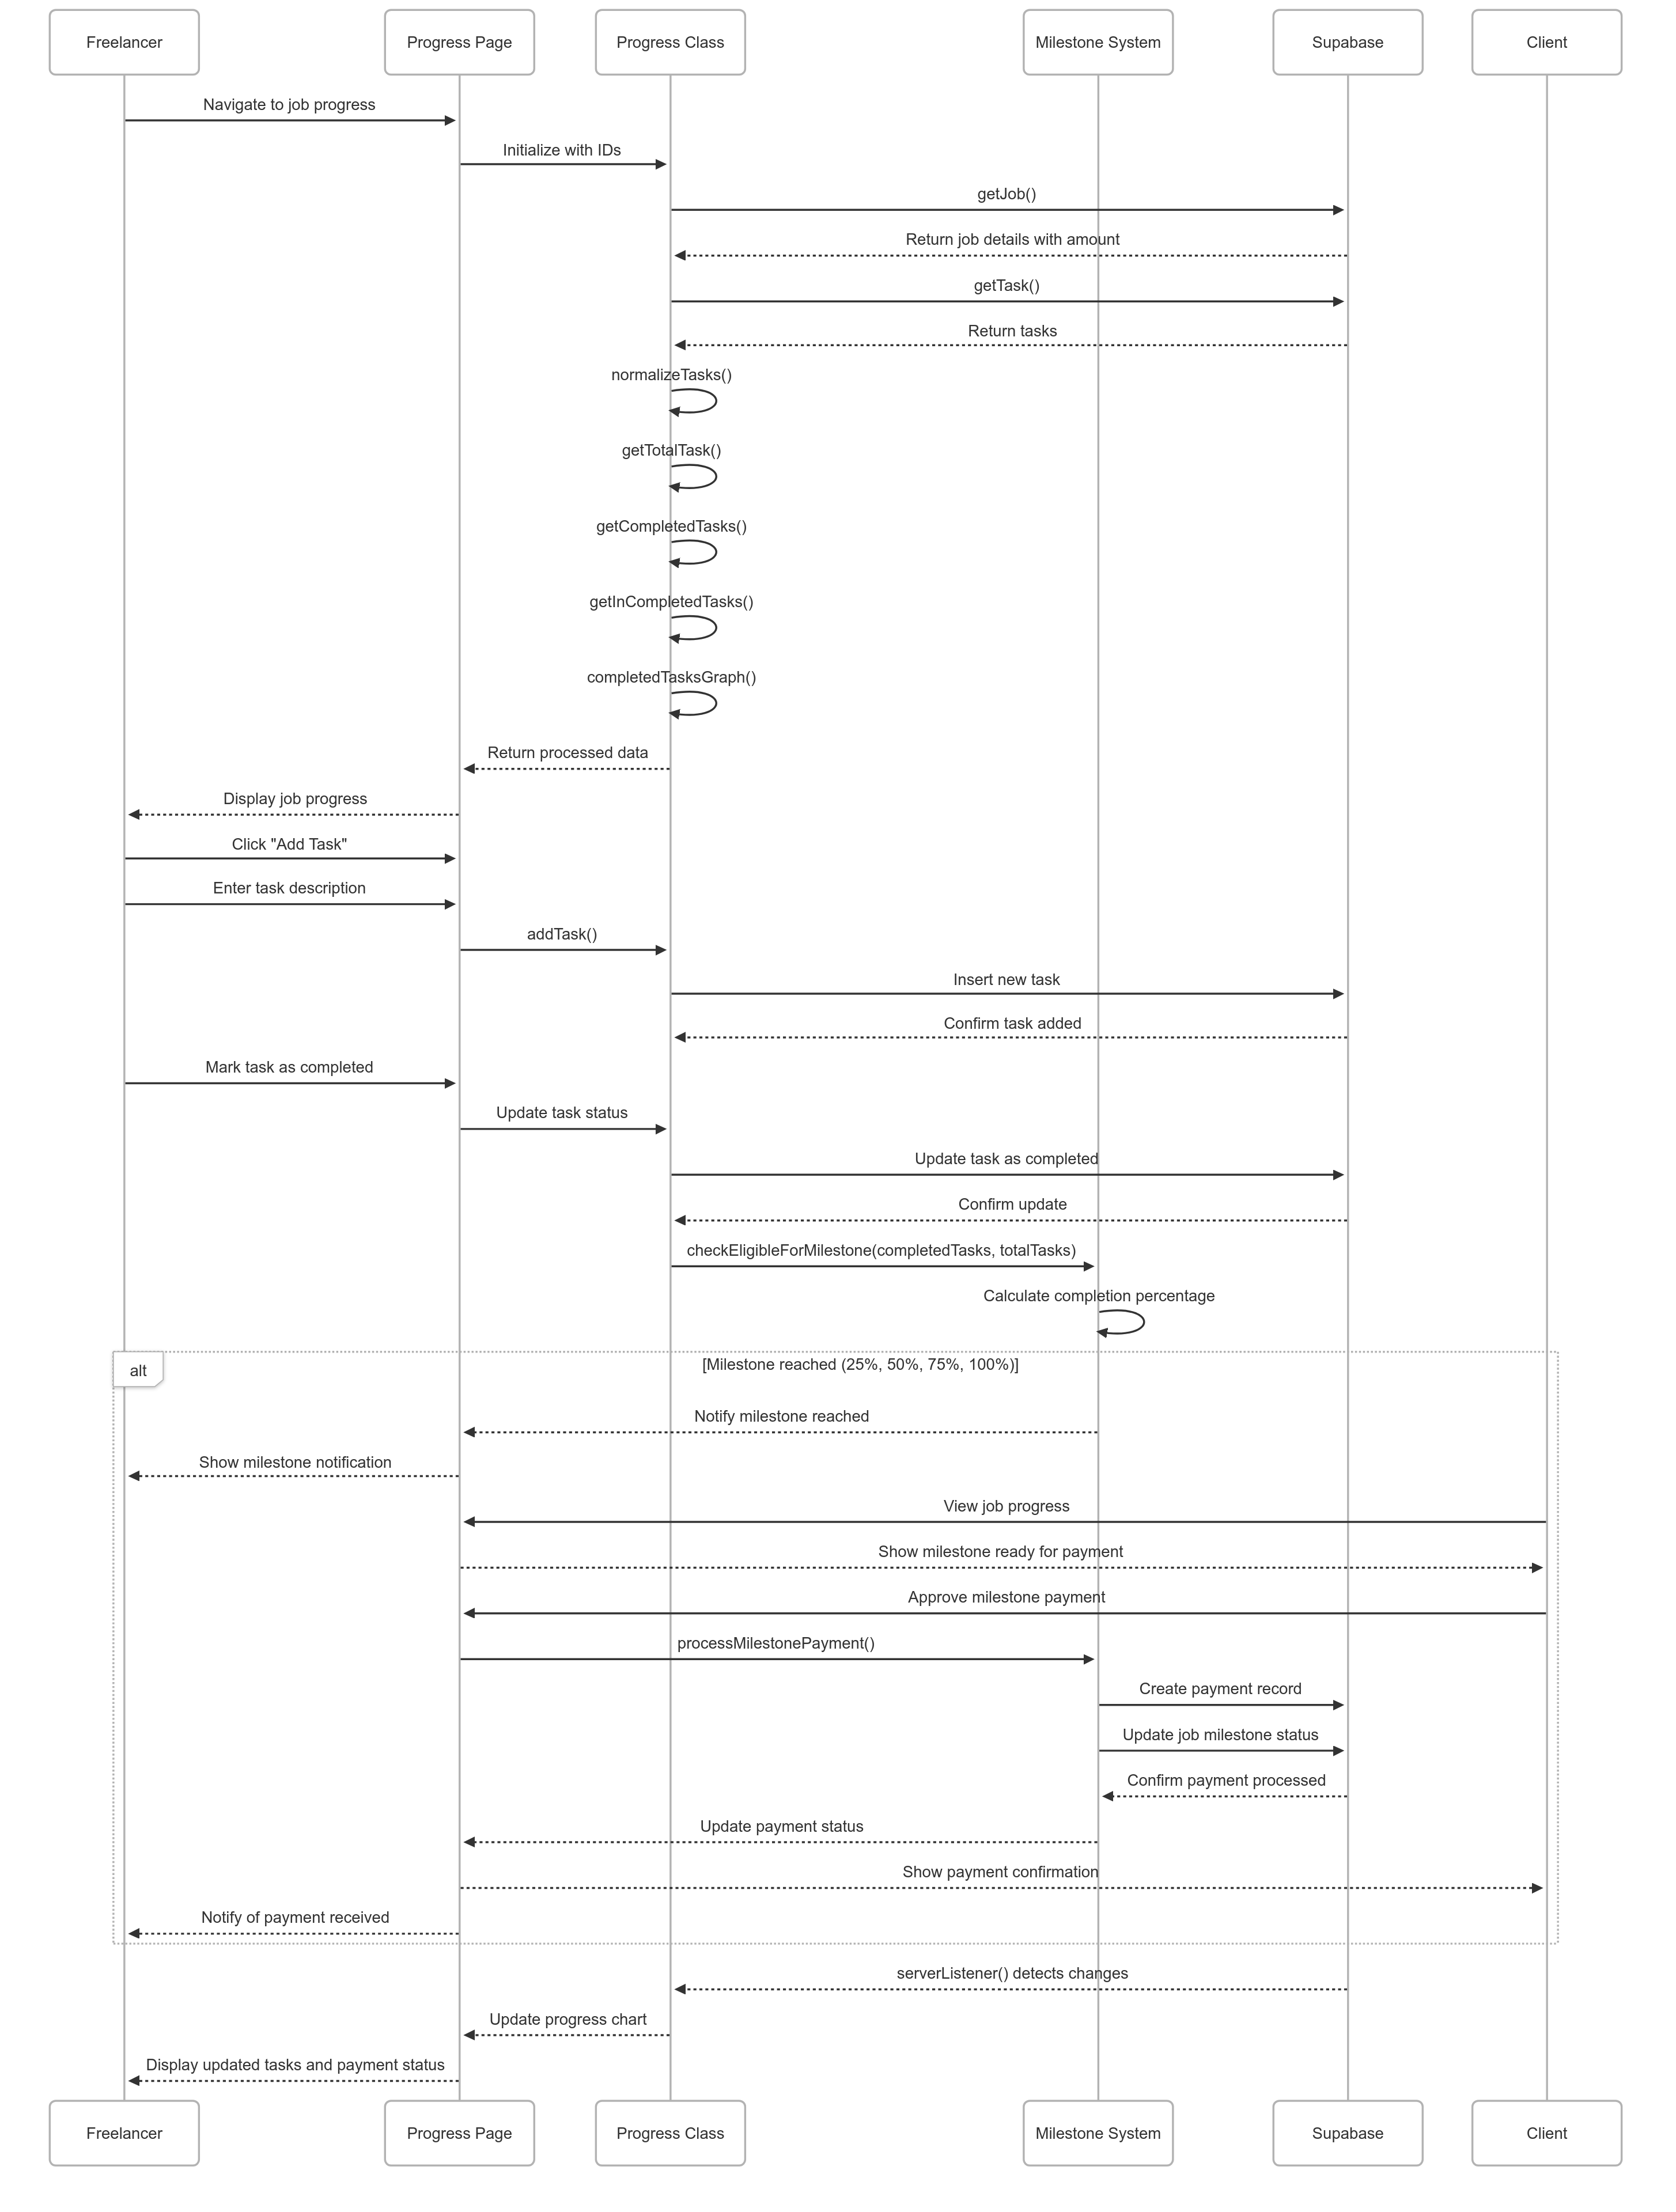 Freelancer
Progress Page
Progress Class
Milestone System
Supabase
Client
Navigate to job progress
Initialize with IDs
getJob()
Return job details with amount
getTask()
Return tasks
normalizeTasks()
getTotalTask()
getCompletedTasks()
getInCompletedTasks()
completedTasksGraph()
Return processed data
Display job progress
Click "Add Task"
Enter task description
addTask()
Insert new task
Confirm task added
Mark task as completed
Update task status
Update task as completed
Confirm update
checkEligibleForMilestone(completedTasks, totalTasks)
Calculate completion percentage
alt
[Milestone reached (25%, 50%, 75%, 100%)]
Notify milestone reached
Show milestone notification
View job progress
Show milestone ready for payment
Approve milestone payment
processMilestonePayment()
Create payment record
Update job milestone status
Confirm payment processed
Update payment status
Show payment confirmation
Notify of payment received
serverListener() detects changes
Update progress chart
Display updated tasks and payment status
Freelancer
Progress Page
Progress Class
Milestone System
Supabase
Client